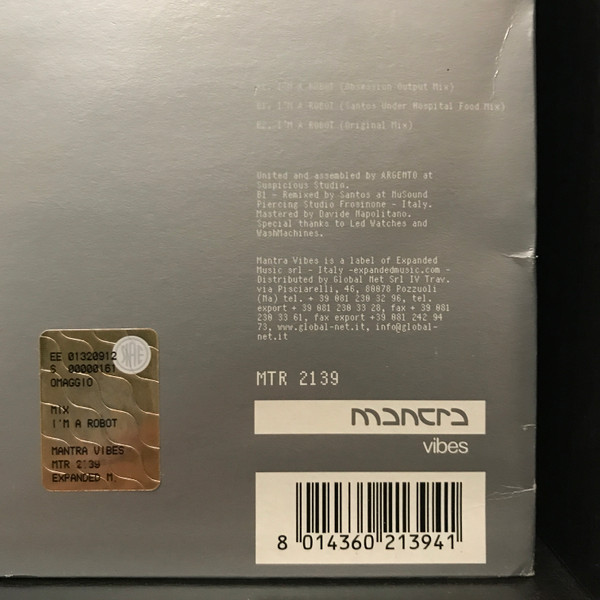 I'M A ROBOT ( Output Mix)
B1. I'M A ROBOT (Santos Under Hospital Food Mix)
B2. I'M A ROBOT (Original Mix)
United and assembled by ARGENTO at
Suspicious Studio.
B1 - Remixed by Santos at NuSound
Piercing Studio Frosinone - Italy.
Mastered by Davide Napolitano.
Special thanks to Led Watches and
WashMachines.
Mantra Vibes is a label of Expanded
Music srl - Italy -expandedmusic.com -
Distributed by Global Net Srl IV Trav.
via Pisciarelli, 46, 80078 Pozzuoli
(Na) tel. + 39 081 230 32 96, tel.
export + 39 081 230 33 28, fax + 39 081
230 33 61, fax export +39 081 242 94
73, www.global-net.it, info@global-
net.it
MTR 2139
mantra
vibes
8 014360 213941
EE 01320912
S 00000161
OMAGGIO
MIX
I'M A ROBOT
MANTRA VIBES
MTR 2139
EXPANDED M.